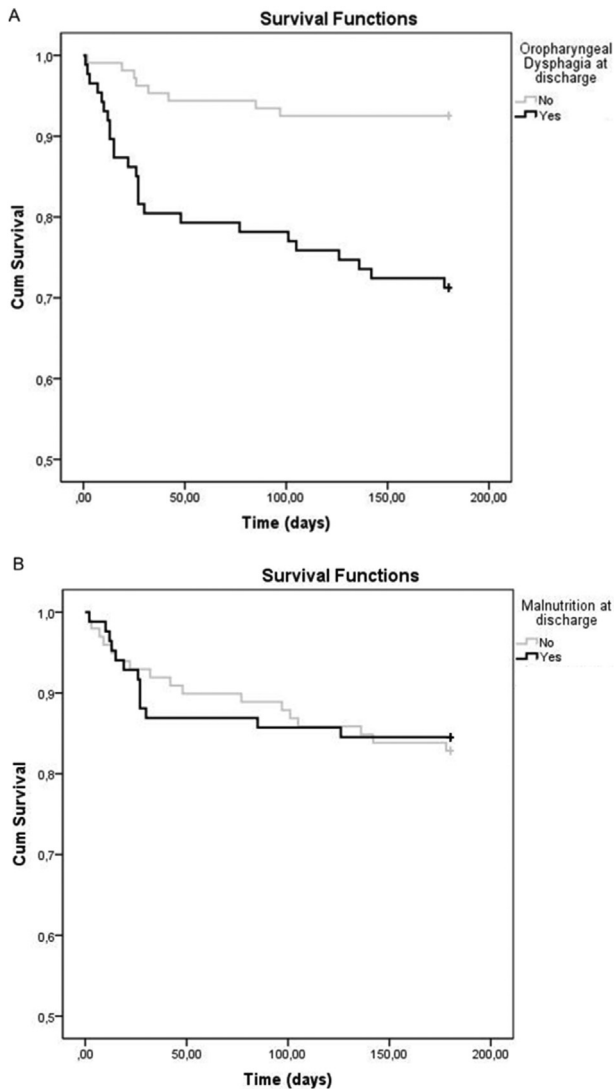 A
Survival Functions
Oropharyngeal
Dysphagia at
discharge
No
Yes
1,0
0,9
0,8
0,7
0,6
0,5
Cum Survival
,00
50,00
100,00
150,00
200,00
Time (days)
B
Survival Functions
Malnutrition at
discharge
No
Yes
1,0
0,9
0,8
0,7
0,6
0,5
Cum Survival
,00
50,00
100,00
150,00
200,00
Time (days)